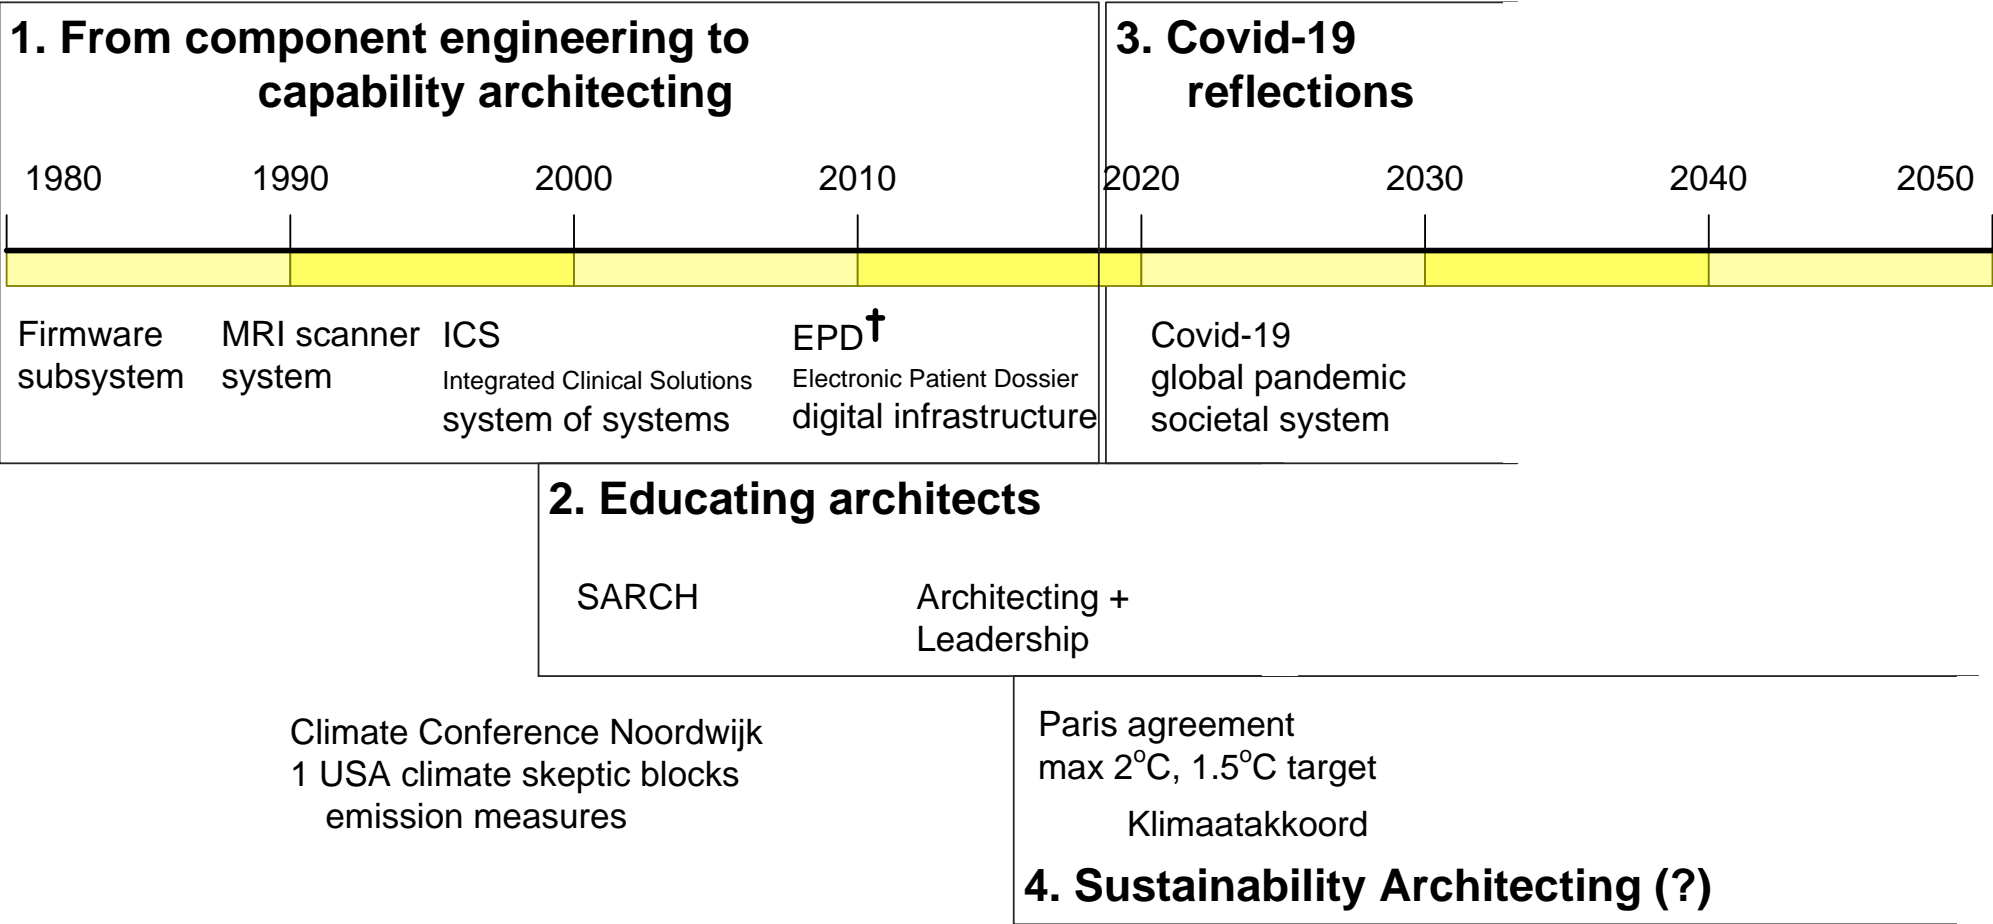 1. From component engineering to
capability architecting
3. Covid-19
reflections
1980 1990 2000 2010 2020 2030 2040 2050
Firmware
subsystem
MRI scanner
system
ICS
Integrated Clinical Solutions
system of systems
EPD†
Electronic Patient Dossier
digital infrastructure
Covid-19
global pandemic
societal system
2. Educating architects
SARCH
Architecting +
Leadership
Climate Conference Noordwijk
1 USA climate skeptic blocks
emission measures
Paris agreement
max 2°C, 1.5°C target
Klimaatakkoord
4. Sustainability Architecting (?)